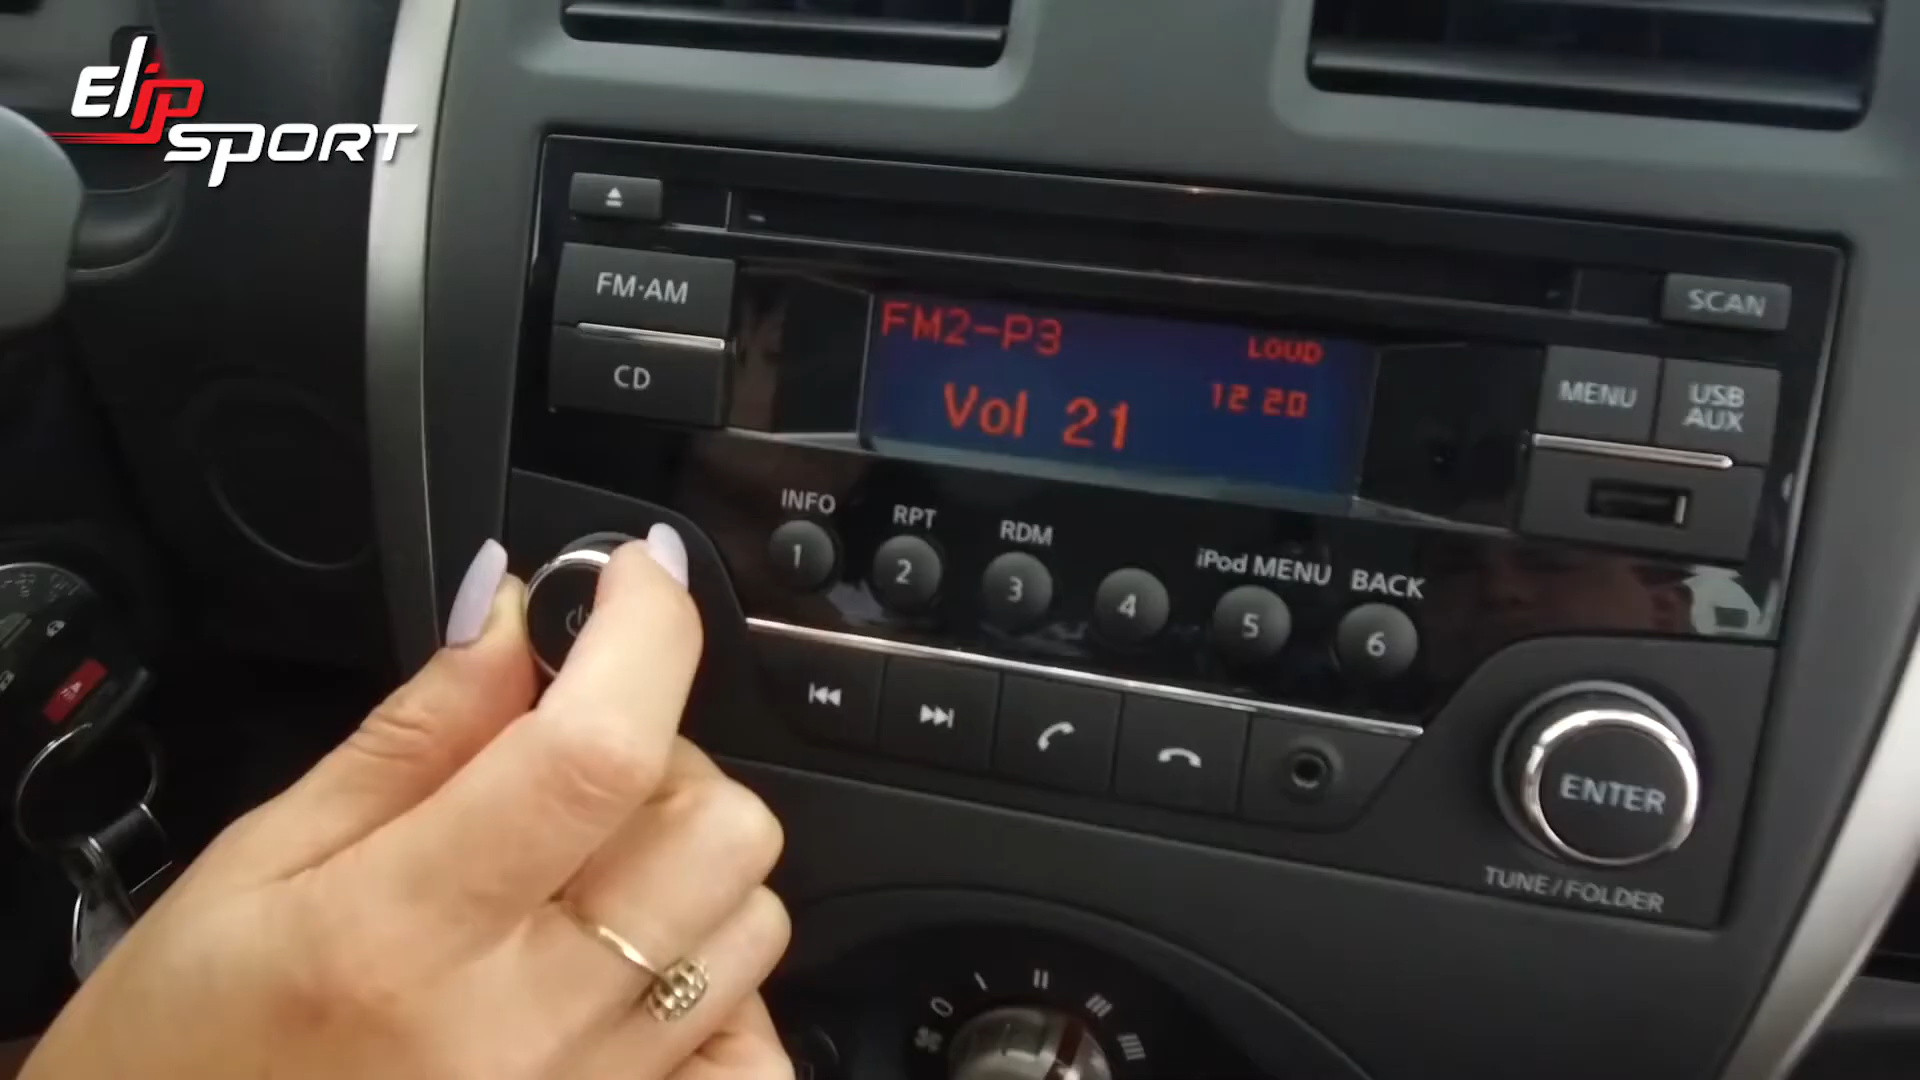 Elip
SPORT
FM·AM
CD
SCAN
MENU
USB
AUX
FM2-P3
LOUD
Vol 21
12 20
INFO
RPT
RDM
iPod MENU
BACK
1
2
3
4
5
6
ENTER
TUNE/FOLDER
0